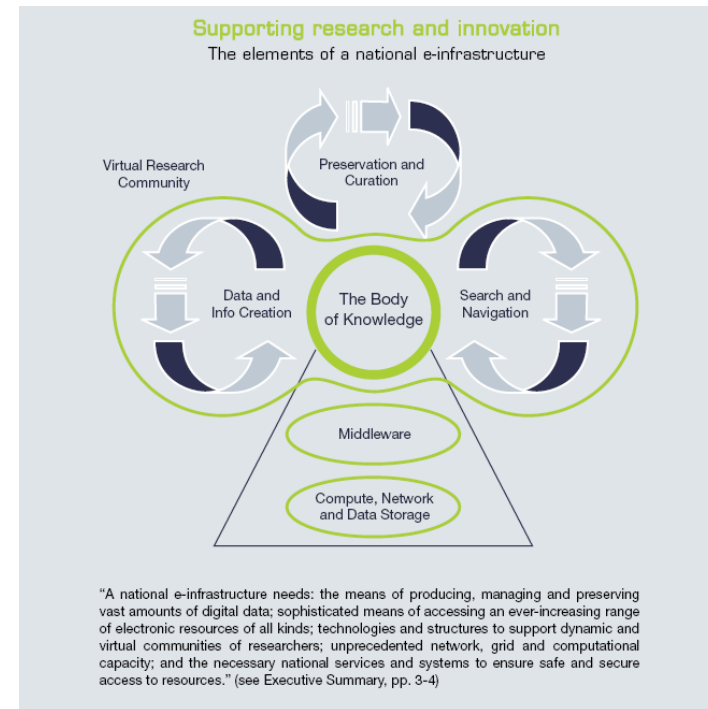 Supporting research and innovation
The elements of a national e-infrastructure
Preservation and
Curation
Virtual Research
Community
Data and
Info Creation
The Body
of Knowledge
Search and
Navigation
Middleware
Compute, Network
and Data Storage
“A national e-infrastructure needs: the means of producing, managing and preserving
vast amounts of digital data; sophisticated means of accessing an ever-increasing range
of electronic resources of all kinds; technologies and structures to support dynamic and
virtual communities of researchers; unprecedented network, grid and computational
capacity; and the necessary national services and systems to ensure safe and secure
access to resources.” (see Executive Summary, pp. 3-4)